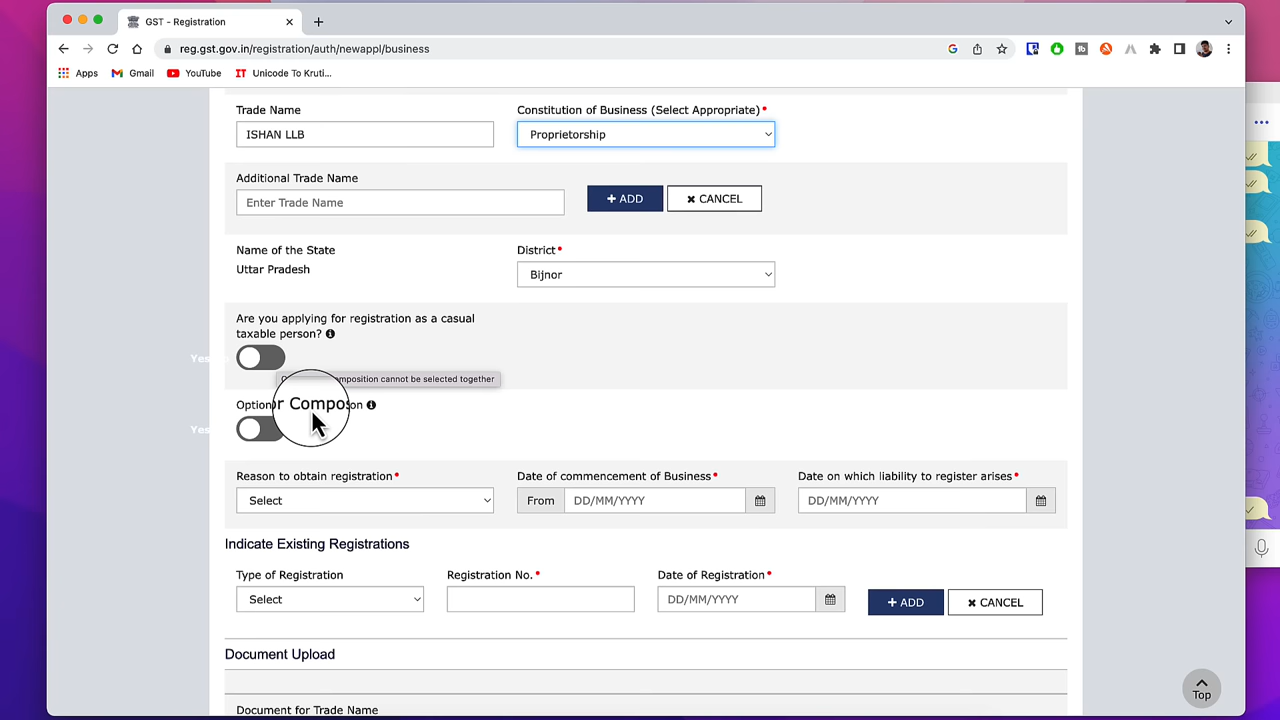 GST - Registration
reg.gst.gov.in/registration/auth/newappl/business
Apps Gmail YouTube IT Unicode To Kruti...
Trade Name
Constitution of Business (Select Appropriate)*
ISHAN LLB
Proprietorship
Additional Trade Name
Enter Trade Name
+ ADD
✖ CANCEL
Name of the State
District*
Uttar Pradesh
Bijnor
Are you applying for registration as a casual
taxable person?
Yes
composition cannot be selected together
Option r Compo on
Yes
Reason to obtain registration*
Date of commencement of Business*
Date on which liability to register arises*
Select
From
DD/MM/YYYY
DD/MM/YYYY
Indicate Existing Registrations
Type of Registration
Registration No.*
Date of Registration*
Select
DD/MM/YYYY
+ ADD
✖ CANCEL
Document Upload
Document for Trade Name
Top